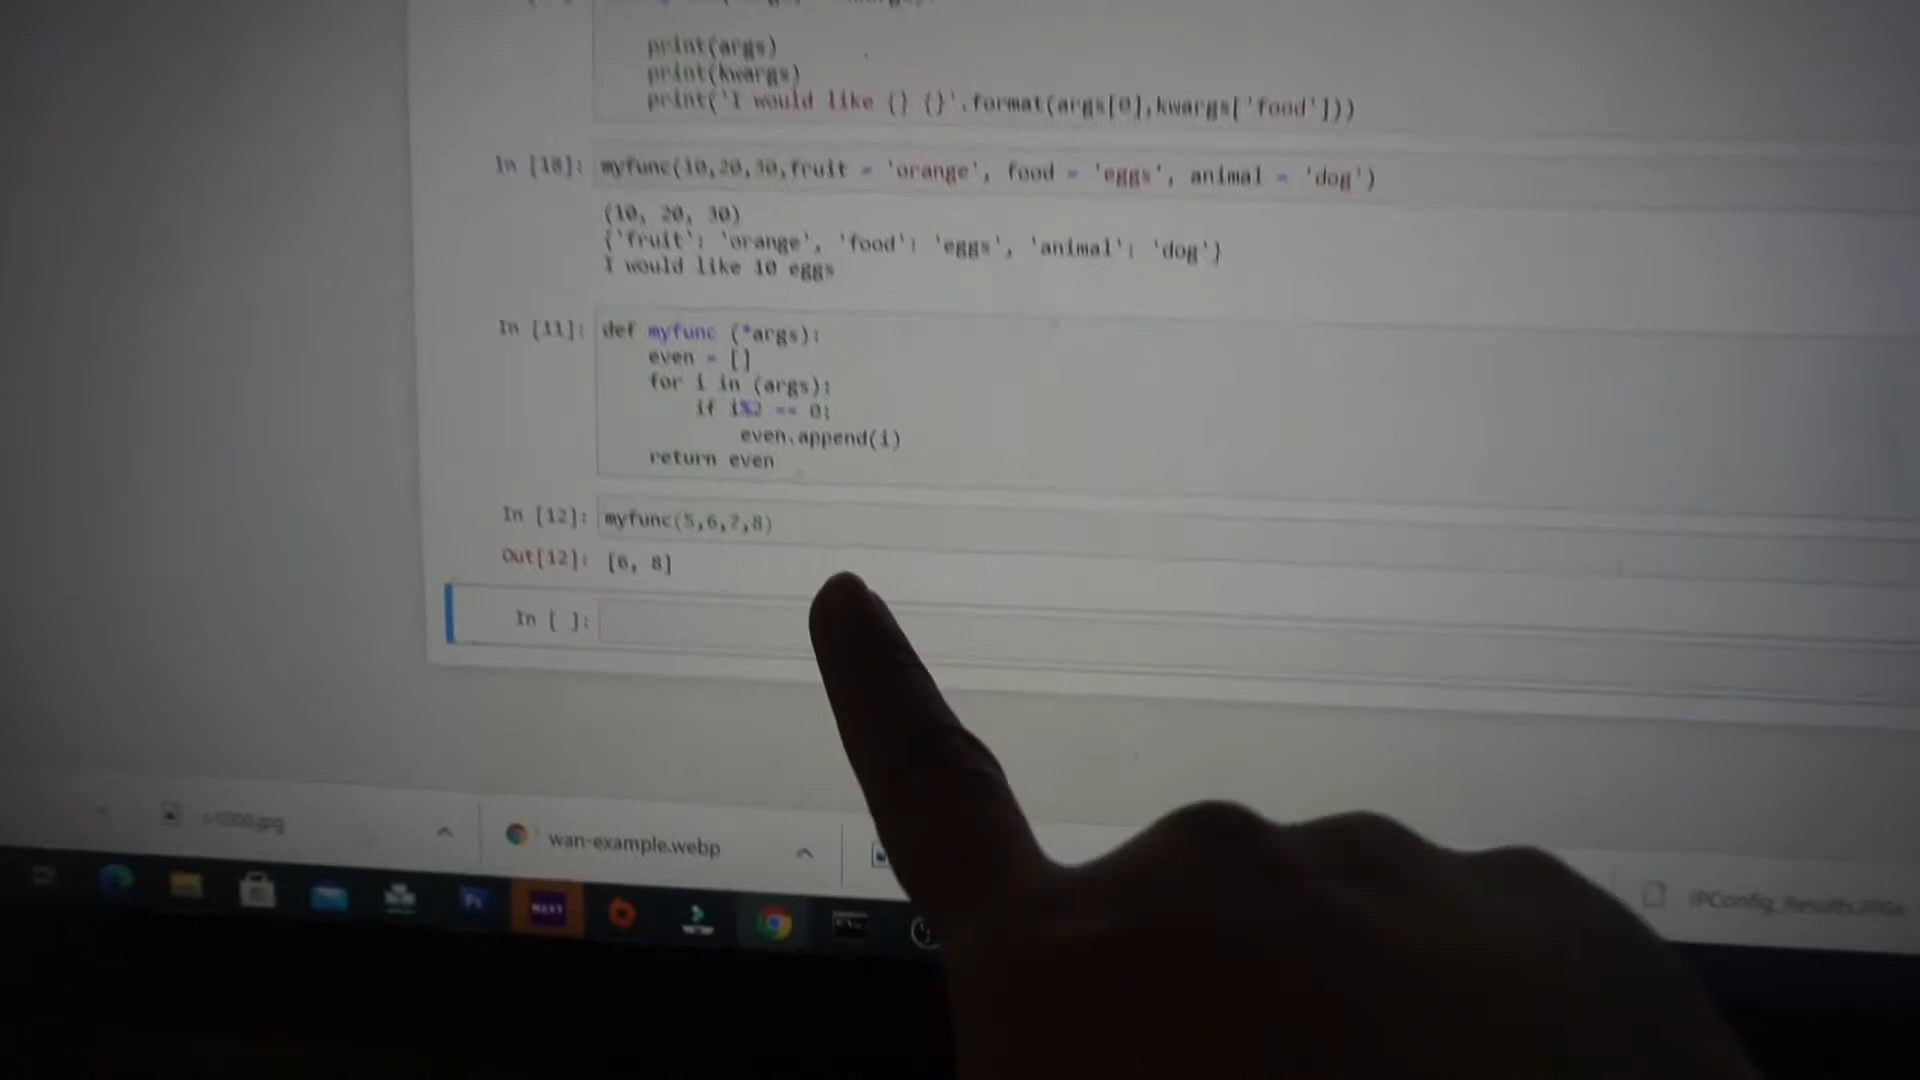 print(args)
print(kwargs)
print('I would like {} {}'.format(args[0],kwargs['food']))
In [18]: myfunc(10,20,30,fruit = 'orange', food = 'eggs', animal = 'dog')
(10, 20, 30)
{'fruit': 'orange', 'food': 'eggs', 'animal': 'dog'}
I would like 10 eggs
In [11]: def myfunc (*args):
even = []
for i in (args):
if i%2 == 0:
even.append(i)
return even
In [12]: myfunc(5,6,7,8)
Out[12]: [6, 8]
In [ ]:
wan-example.webp